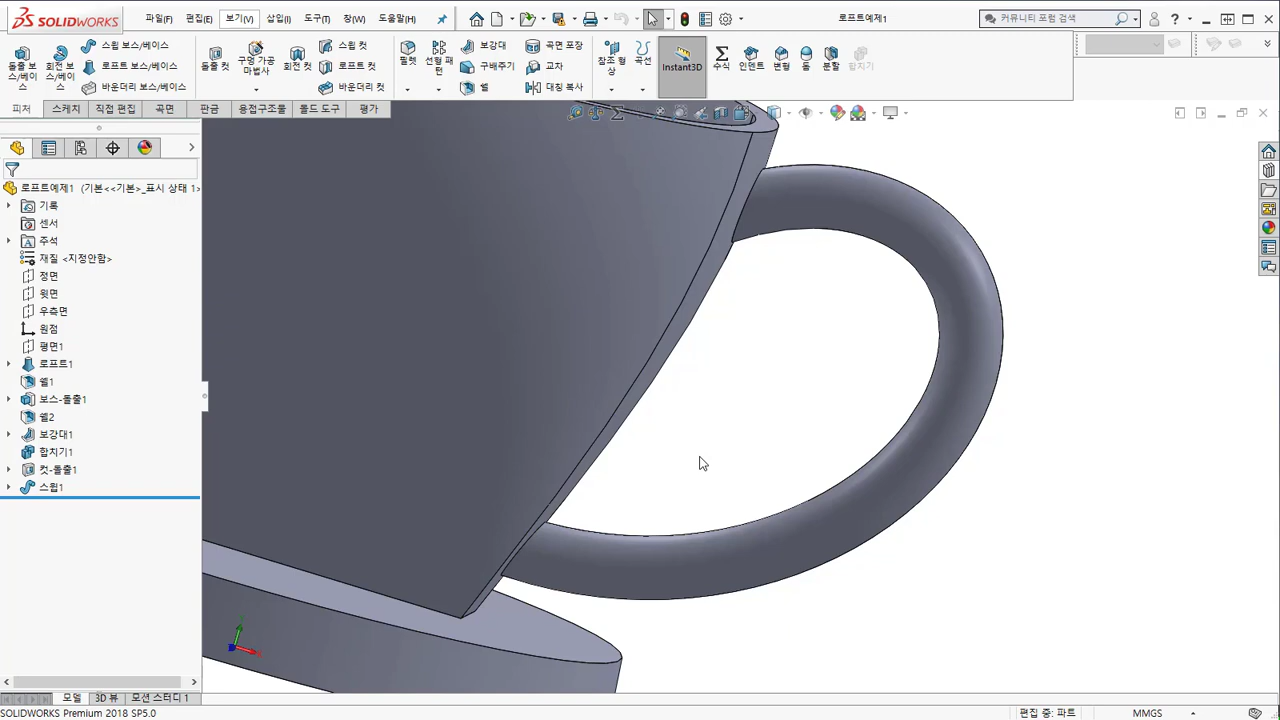 SOLIDWORKS 파일(F) 편집(E) 보기(V) 삽입(I) 도구(T) 창(W) 도움말(H) 로프트예제1 커뮤니티 포럼 검색
돌출 보스/베이스 회전 보스/베이스 스윕 보스/베이스 로프트 보스/베이스 바운더리 보스/베이스 돌출 컷 구멍 가공 마법사 회전 컷 스윕 컷 로프트 컷 바운더리 컷 필렛 선형 패턴 보강대 구배주기 쉘 곡면 포장 교차 대칭 복사 참조 형상 곡선 Instant3D 수식 인덴트 변형 돔 분할 합치기
피처 스케치 직접 편집 곡면 판금 용접구조물 몰드 도구 평가
로프트예제1 (기본<<기본>_표시 상태 1>
기록
센서
주석
재질 <지정안함>
정면
윗면
우측면
원점
평면1
로프트1
쉘1
보스-돌출1
쉘2
보강대1
합치기1
컷-돌출1
스윕1
모델 3D 뷰 모션 스터디 1
SOLIDWORKS Premium 2018 SP5.0 편집 중: 파트 MMGS